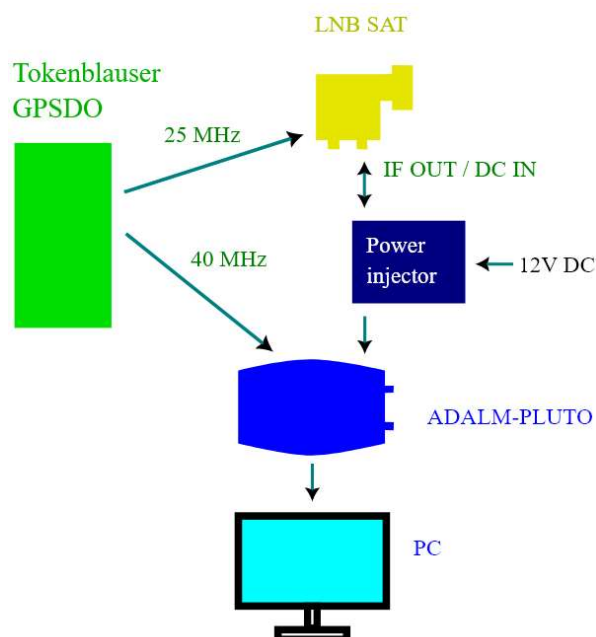 LNB SAT
Tokenblauser
GPSDO
25 MHz
IF OUT / DC IN
Power
injector
12V DC
40 MHz
ADALM-PLUTO
PC